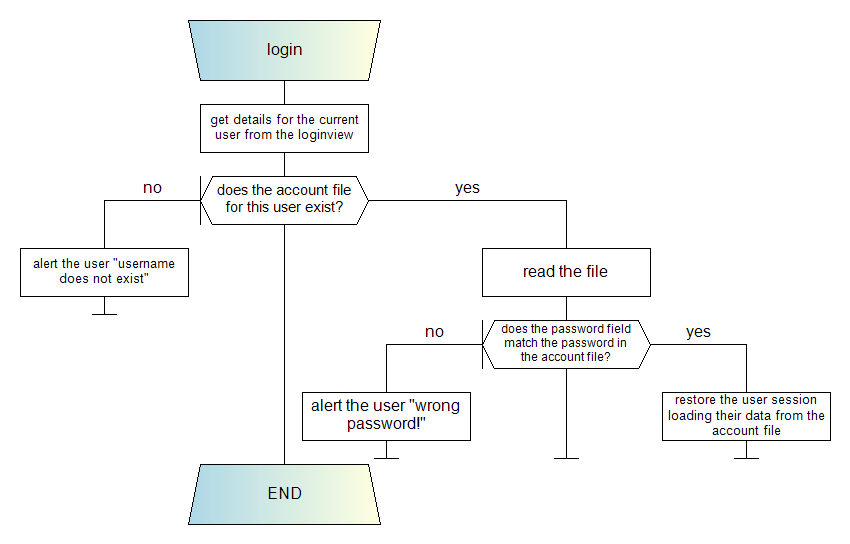 login
get details for the current
user from the loginview
no
does the account file
for this user exist?
yes
alert the user "username
does not exist"
read the file
no
does the password field
match the password in
the account file?
yes
alert the user "wrong
password!"
restore the user session
loading their data from the
account file
END